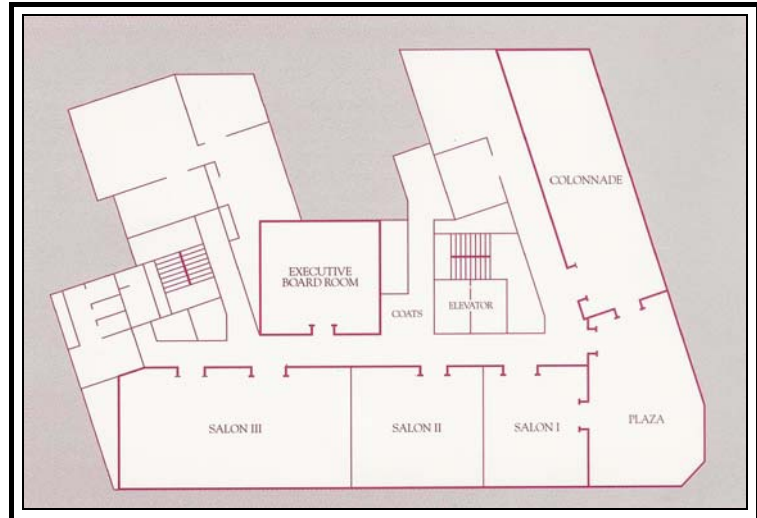 COLONNADE
EXECUTIVE
BOARD ROOM
ELEVATOR
COATS
SALON III
SALON II
SALON I
PLAZA